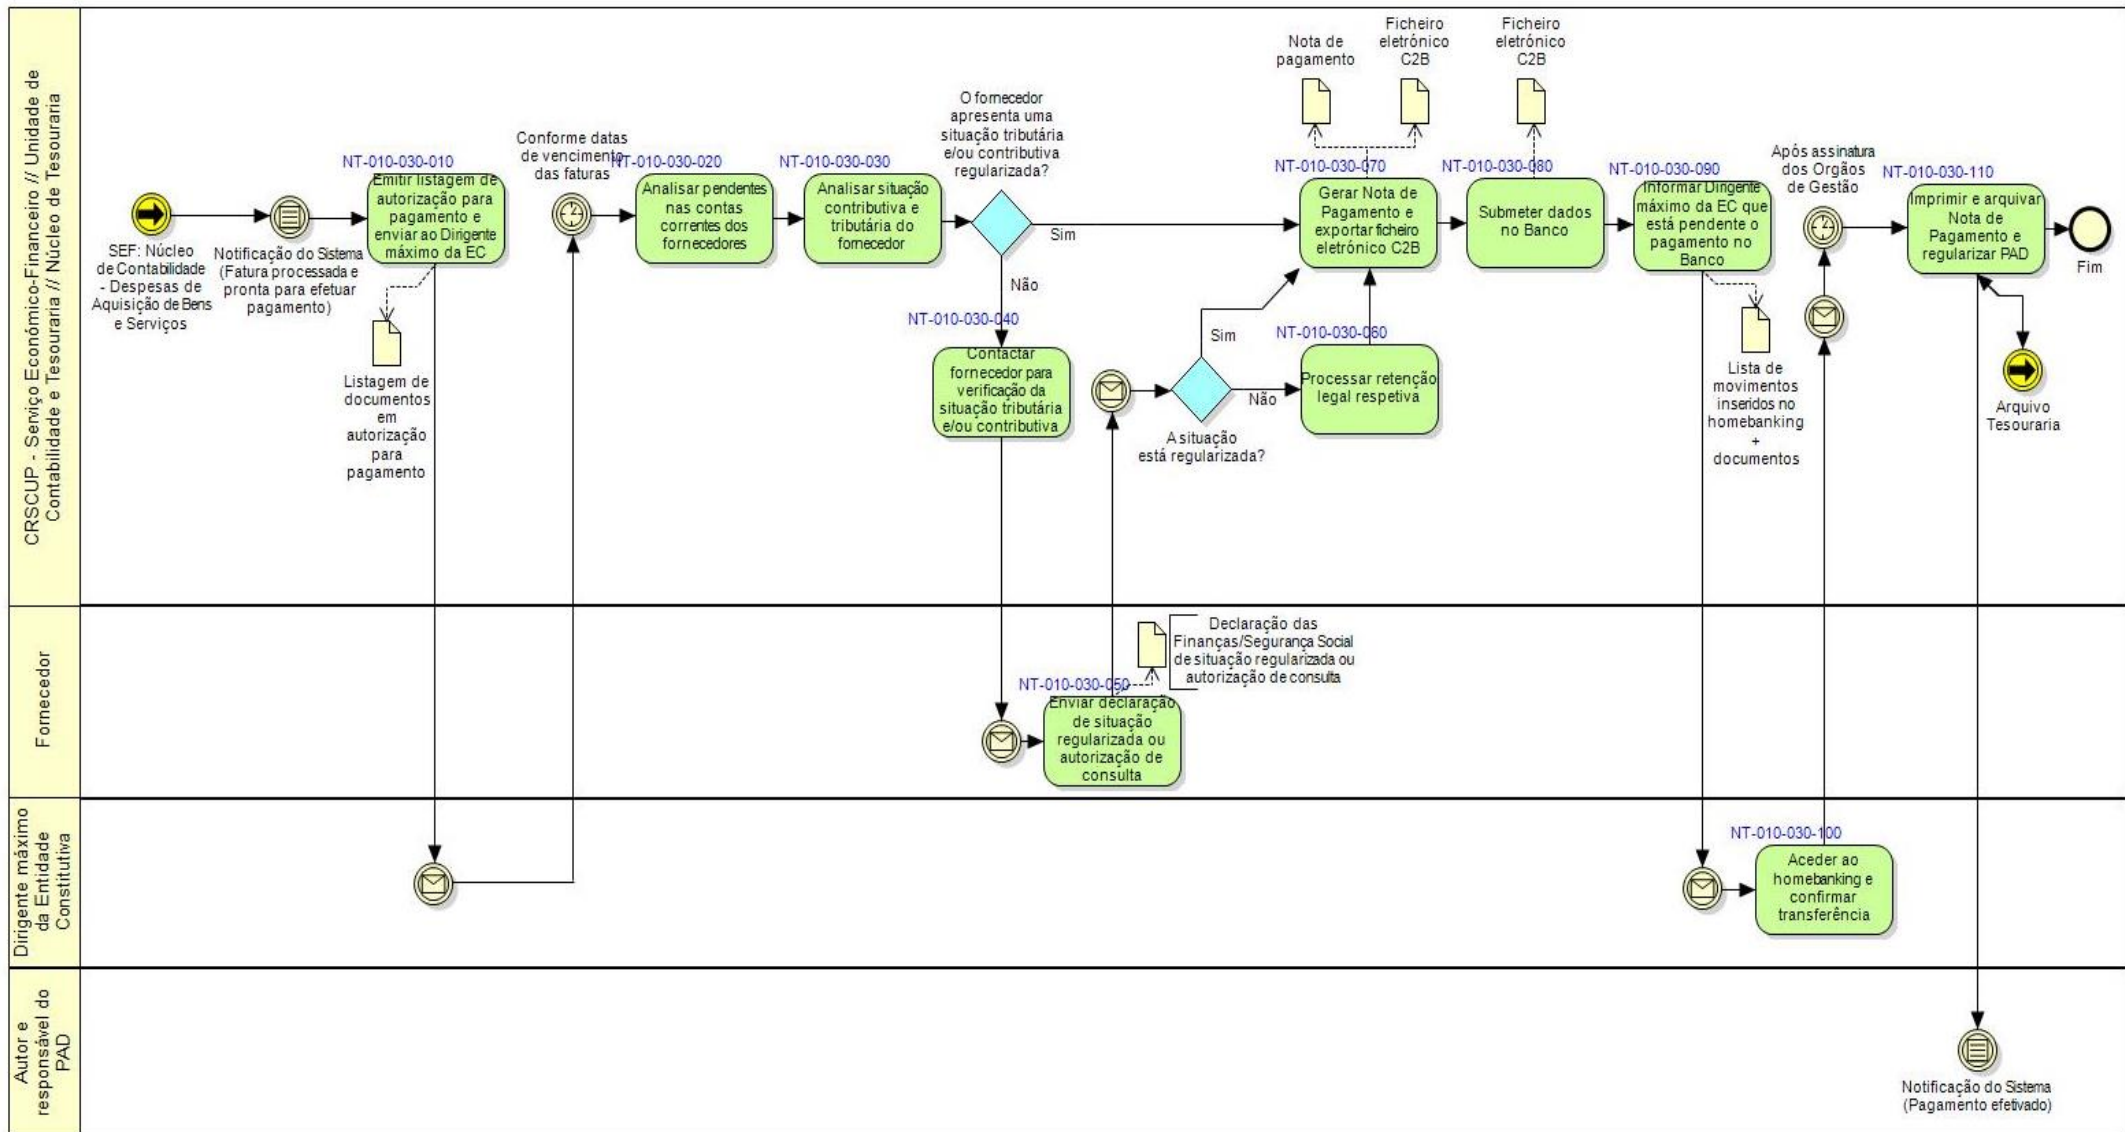 CRSCUP - Serviço Económico-Financeiro // Unidade de
Contabilidade e Tesouraria // Núcleo de Tesouraria
SEF: Núcleo
de Contabilidade
- Despesas de
Aquisição de Bens
e Serviços
Notificação do Sistema
(Fatura processada e
pronta para efetuar
pagamento)
NT-010-030-010
Emitir listagem de
autorização para
pagamento e
enviar ao Dirigente
máximo da EC
Listagem de
documentos
em
autorização
para
pagamento
Conforme datas
de vencimento
das faturas
NT-010-030-020
Analisar pendentes
nas contas
correntes dos
fornecedores
NT-010-030-030
Analisar situação
contributiva e
tributária do
fornecedor
O fornecedor
apresenta uma
situação tributária
e/ou contributiva
regularizada?
Sim
Não
NT-010-030-040
Contactar
fornecedor para
verificação da
situação tributária
e/ou contributiva
A situação
está regularizada?
Sim
Não
NT-010-030-060
Processar retenção
legal respetiva
Nota de
pagamento
Ficheiro
eletrónico
C2B
NT-010-030-070
Gerar Nota de
Pagamento e
exportar ficheiro
eletrónico C2B
Ficheiro
eletrónico
C2B
NT-010-030-080
Submeter dados
no Banco
NT-010-030-090
Informar Dirigente
máximo da EC que
está pendente o
pagamento no
Banco
Lista de
movimentos
inseridos no
homebanking
+
documentos
Após assinatura
dos Orgãos
de Gestão
NT-010-030-110
Imprimir e arquivar
Nota de
Pagamento e
regularizar PAD
Fim
Arquivo
Tesouraria
Fornecedor
NT-010-030-050
Enviar declaração
de situação
regularizada ou
autorização de
consulta
Declaração das
Finanças/Segurança Social
de situação regularizada ou
autorização de consulta
Dirigente máximo
da Entidade
Constitutiva
NT-010-030-100
Aceder ao
homebanking e
confirmar
transferência
Autor e
responsável do
PAD
Notificação do Sistema
(Pagamento efetivado)